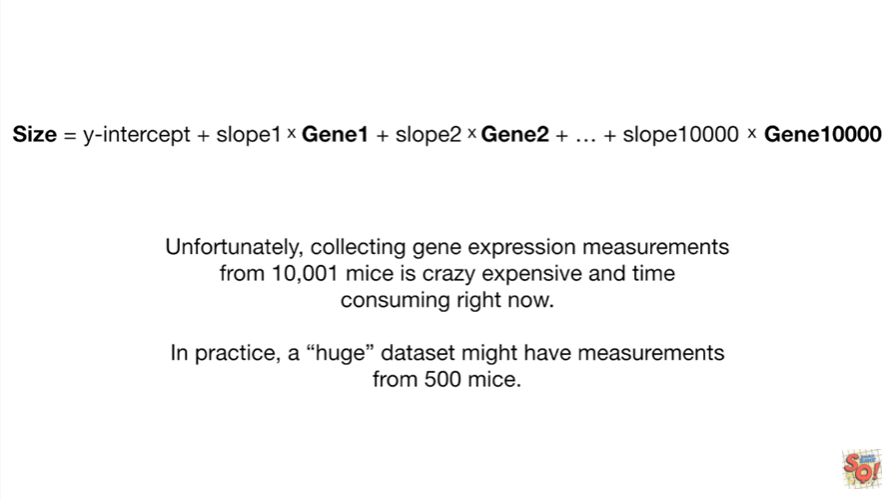 Size = y-intercept + slope1 × Gene1 + slope2 × Gene2 + … + slope10000 × Gene10000
Unfortunately, collecting gene expression measurements
from 10,001 mice is crazy expensive and time
consuming right now.
In practice, a “huge” dataset might have measurements
from 500 mice.
SQ!